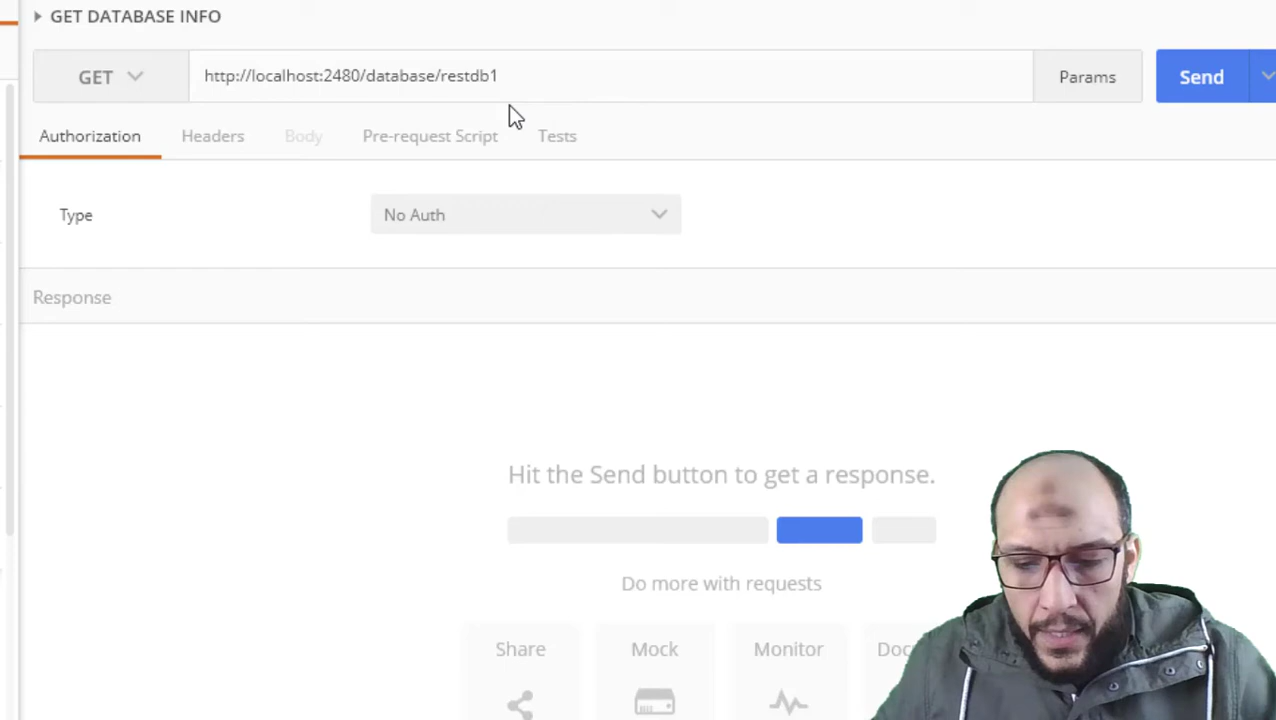 GET DATABASE INFO
GET http://localhost:2480/database/restdb1 Params Send
Authorization Headers Body Pre-request Script Tests
Type No Auth
Response
Hit the Send button to get a response.
Do more with requests
Share Mock Monitor